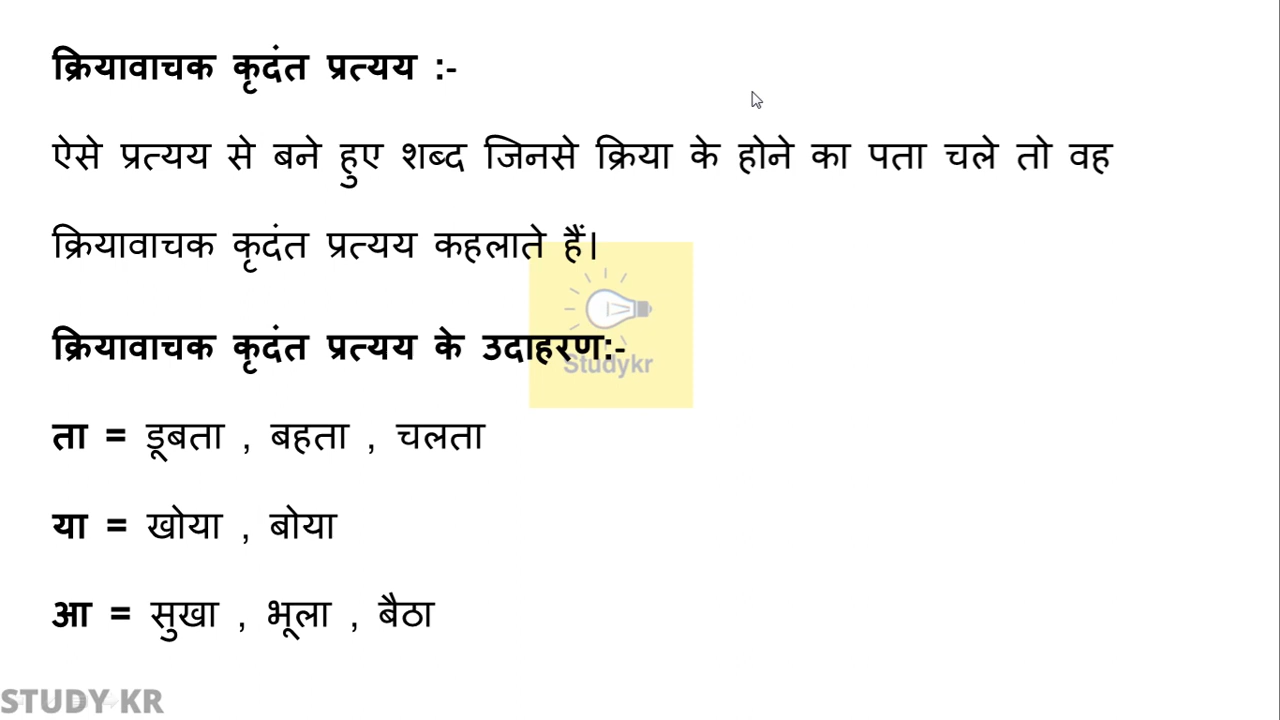 क्रियावाचक कृदंत प्रत्यय :-
ऐसे प्रत्यय से बने हुए शब्द जिनसे क्रिया के होने का पता चले तो वह
क्रियावाचक कृदंत प्रत्यय कहलाते हैं।
क्रियावाचक कृदंत प्रत्यय के उदाहरण:-
Studykr
ता = डूबता , बहता , चलता
या = खोया , बोया
आ = सुखा , भूला , बैठा
STUDY KR